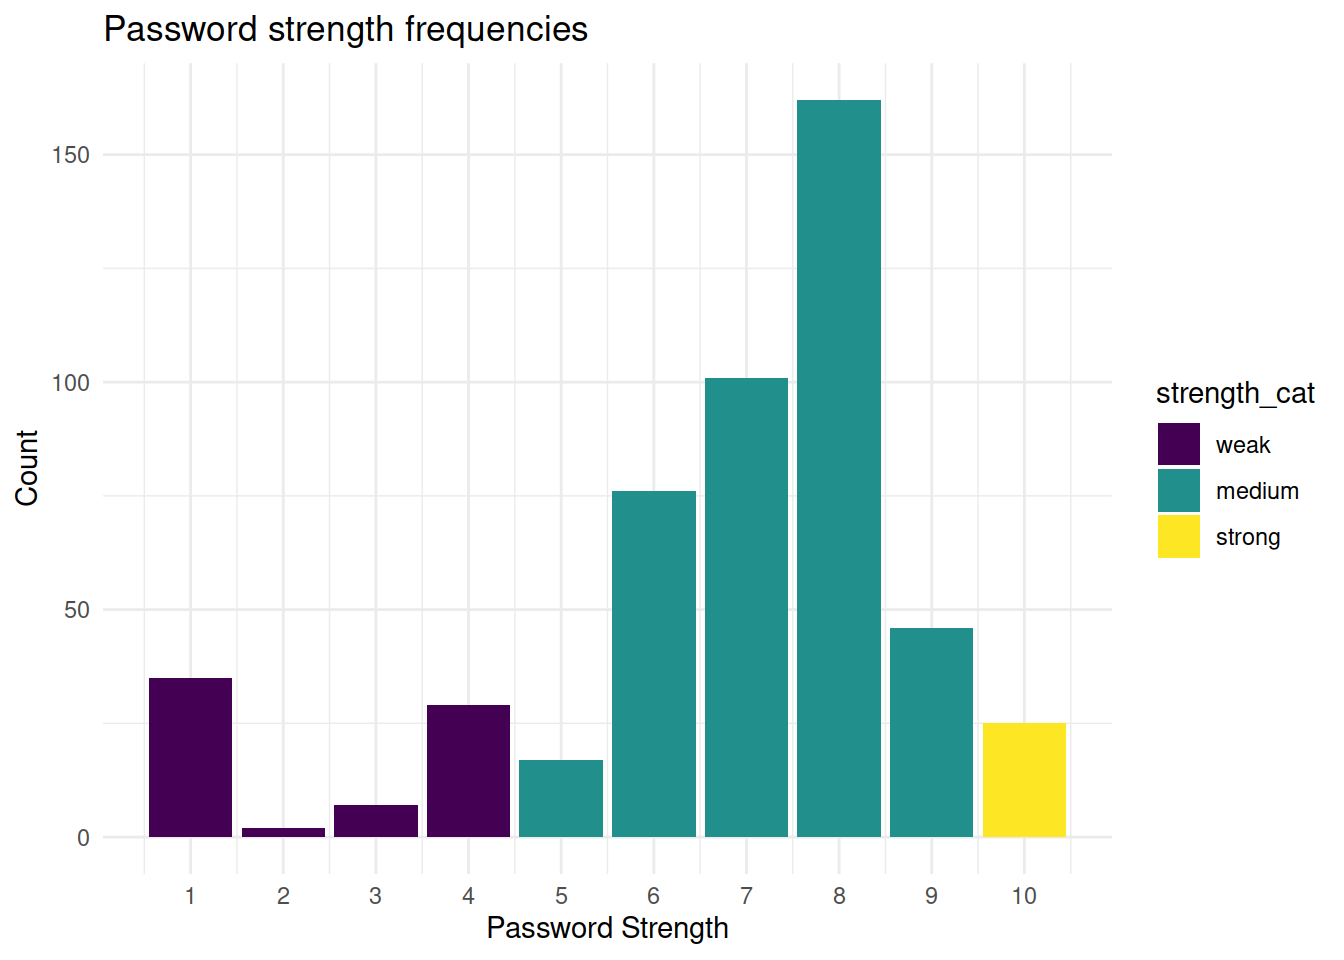 Password strength frequencies
150
100
50
0
Count
1 2 3 4 5 6 7 8 9 10
Password Strength
strength_cat
weak
medium
strong